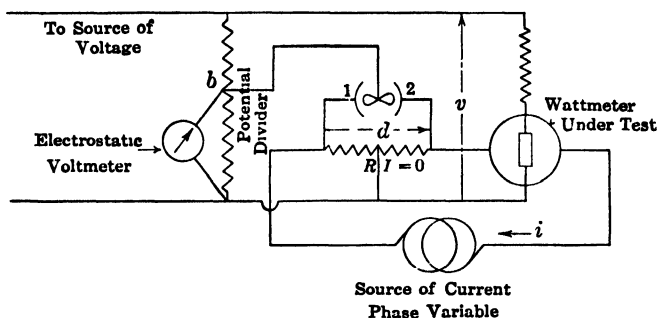 To Source of
Voltage
b
Potential
Divider
1
2
v
d
R I = 0
Electrostatic
Voltmeter
Wattmeter
+ Under Test
i
Source of Current
Phase Variable